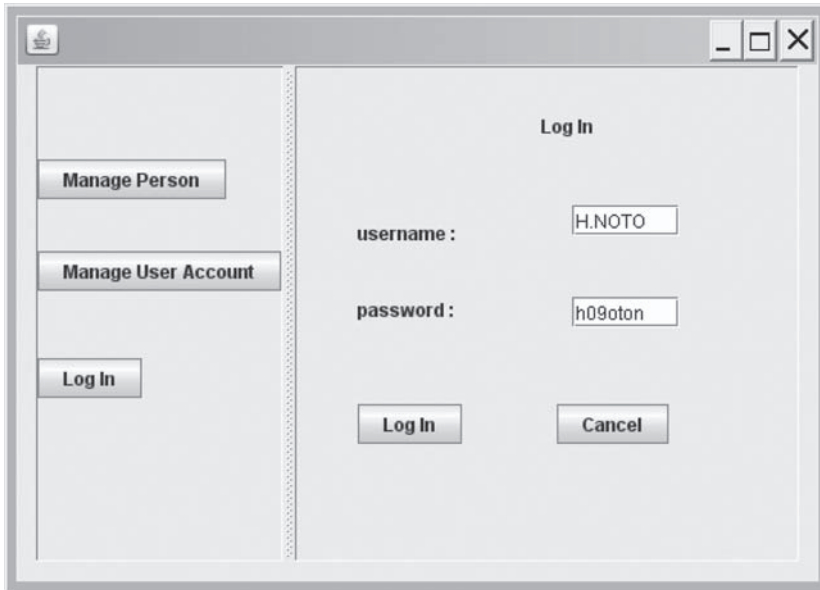 Manage Person
Manage User Account
Log In
Log In
username :
H.NOTO
password :
h09oton
Log In
Cancel